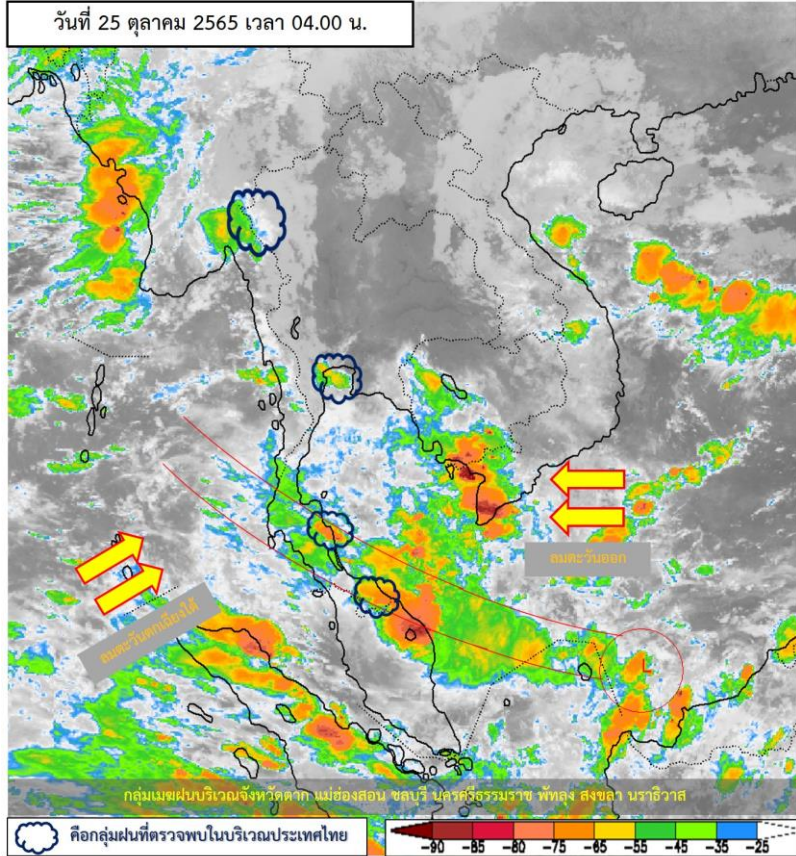 วันที่ 25 ตุลาคม 2565 เวลา 04.00 น.
ลมตะวันออก
ลมตะวันตกเฉียงใต้
กลุ่มเมฆฝนบริเวณจังหวัดตาก แม่ฮ่องสอน ชลบุรี นครศรีธรรมราช พัทลุง สงขลา นราธิวาส
คือกลุ่มฝนที่ตรวจพบในบริเวณประเทศไทย
-90 -85 -80 -75 -65 -55 -45 -35 -25